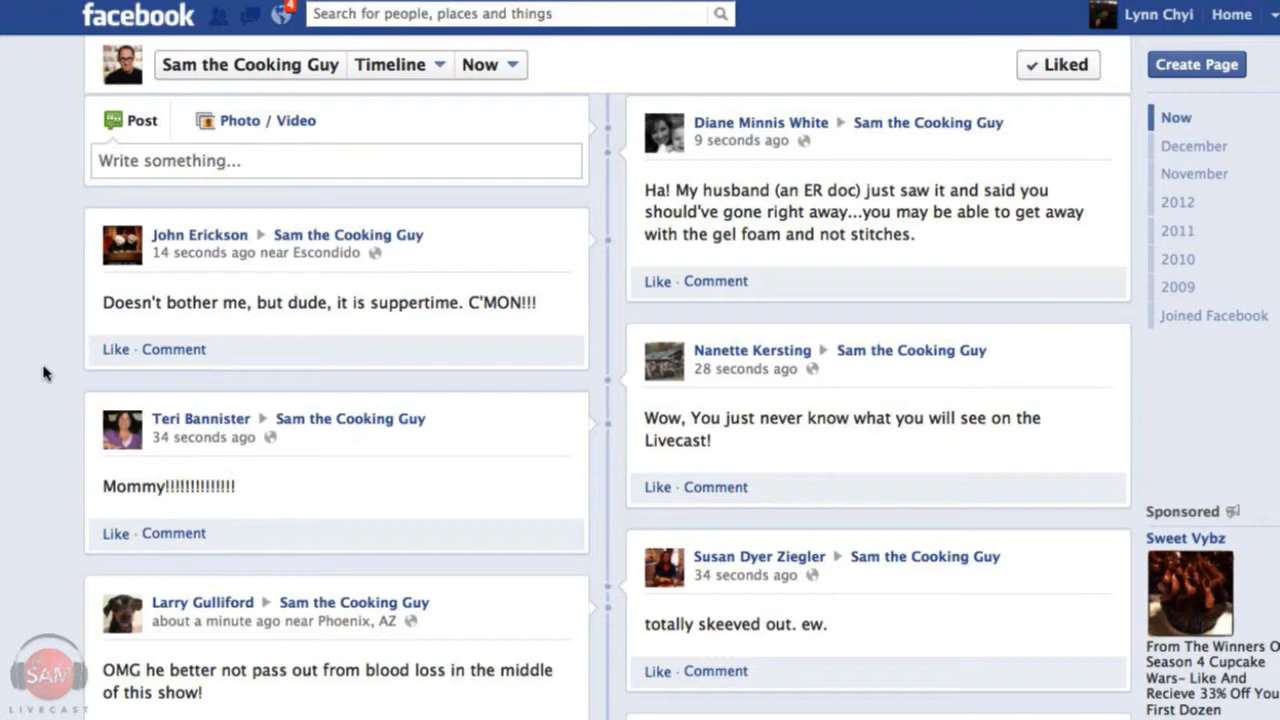 facebook
4
Search for people, places and things
Lynn Chyi
Home
Sam the Cooking Guy
Timeline
Now
Liked
Create Page
Post
Photo / Video
Write something...
John Erickson Sam the Cooking Guy
14 seconds ago near Escondido
Doesn't bother me, but dude, it is suppertime. C'MON!!!
Like · Comment
Teri Bannister Sam the Cooking Guy
34 seconds ago
Mommy!!!!!!!!!!!!!!
Like · Comment
Larry Gulliford Sam the Cooking Guy
about a minute ago near Phoenix, AZ
OMG he better not pass out from blood loss in the middle
of this show!
Diane Minnis White Sam the Cooking Guy
9 seconds ago
Ha! My husband (an ER doc) just saw it and said you
should've gone right away...you may be able to get away
with the gel foam and not stitches.
Like · Comment
Nanette Kersting Sam the Cooking Guy
28 seconds ago
Wow, You just never know what you will see on the
Livecast!
Like · Comment
Susan Dyer Ziegler Sam the Cooking Guy
34 seconds ago
totally skeeved out. ew.
Like · Comment
Now
December
November
2012
2011
2010
2009
Joined Facebook
Sponsored
Sweet Vybz
From The Winners O
Season 4 Cupcake
Wars- Like And
Recieve 33% Off You
First Dozen
THE
SAM
LIVECAST